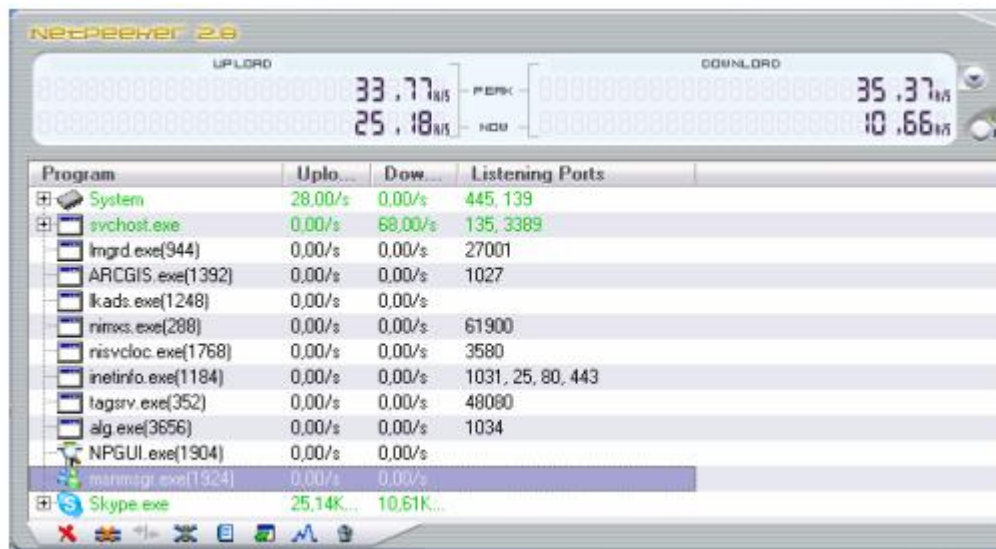 NetPeeker 2.8
UPLOAD DOWNLOAD
33.77K/S PEAK 35.37K/S
25.18K/S NOW 10.66K/S
Program Uplo... Dow... Listening Ports
System 28,00/s 0,00/s 445, 139
svchost.exe 0,00/s 68,00/s 135, 3389
lmgrd.exe(944) 0,00/s 0,00/s 27001
ARCGIS.exe(1392) 0,00/s 0,00/s 1027
lkads.exe(1248) 0,00/s 0,00/s
nimxs.exe(288) 0,00/s 0,00/s 61900
nisvcloc.exe(1768) 0,00/s 0,00/s 3580
inetinfo.exe(1184) 0,00/s 0,00/s 1031, 25, 80, 443
tagsrv.exe(352) 0,00/s 0,00/s 48080
alg.exe(3656) 0,00/s 0,00/s 1034
NPGUI.exe(1904) 0,00/s 0,00/s
msnmsgr.exe(1924) 0,00/s 0,00/s
Skype.exe 25,14K... 10,61K...